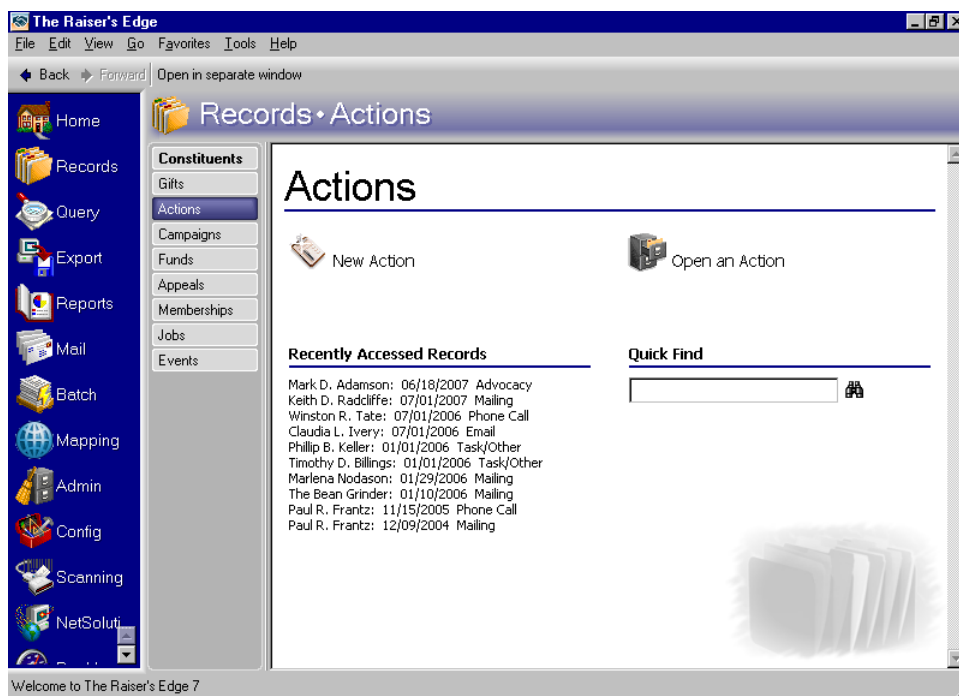 The Raiser's Edge
File Edit View Go Favorites Tools Help
Back Forward Open in separate window
Records • Actions
Home
Records
Query
Export
Reports
Mail
Batch
Mapping
Admin
Config
Scanning
NetSoluti...
Constituents
Gifts
Actions
Campaigns
Funds
Appeals
Memberships
Jobs
Events
Actions
New Action
Open an Action
Recently Accessed Records
Mark D. Adamson: 06/18/2007 Advocacy
Keith D. Radcliffe: 07/01/2007 Mailing
Winston R. Tate: 07/01/2006 Phone Call
Claudia L. Ivery: 07/01/2006 Email
Phillip B. Keller: 01/01/2006 Task/Other
Timothy D. Billings: 01/01/2006 Task/Other
Marlena Nodason: 01/29/2006 Mailing
The Bean Grinder: 01/10/2006 Mailing
Paul R. Frantz: 11/15/2005 Phone Call
Paul R. Frantz: 12/09/2004 Mailing
Quick Find
Welcome to The Raiser's Edge 7